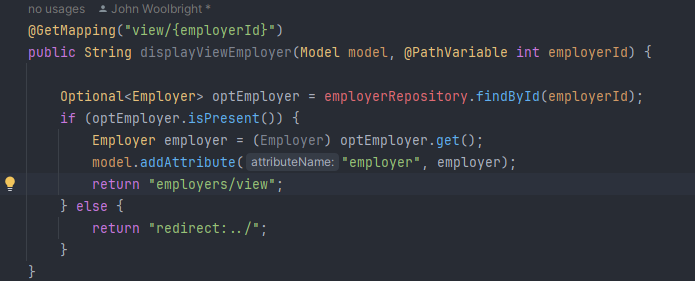 no usages John Woolbright *
@GetMapping("view/{employerId}")
public String displayViewEmployer(Model model, @PathVariable int employerId) {
Optional<Employer> optEmployer = employerRepository.findById(employerId);
if (optEmployer.isPresent()) {
Employer employer = (Employer) optEmployer.get();
model.addAttribute( attributeName: "employer", employer);
return "employers/view";
} else {
return "redirect:../";
}
}